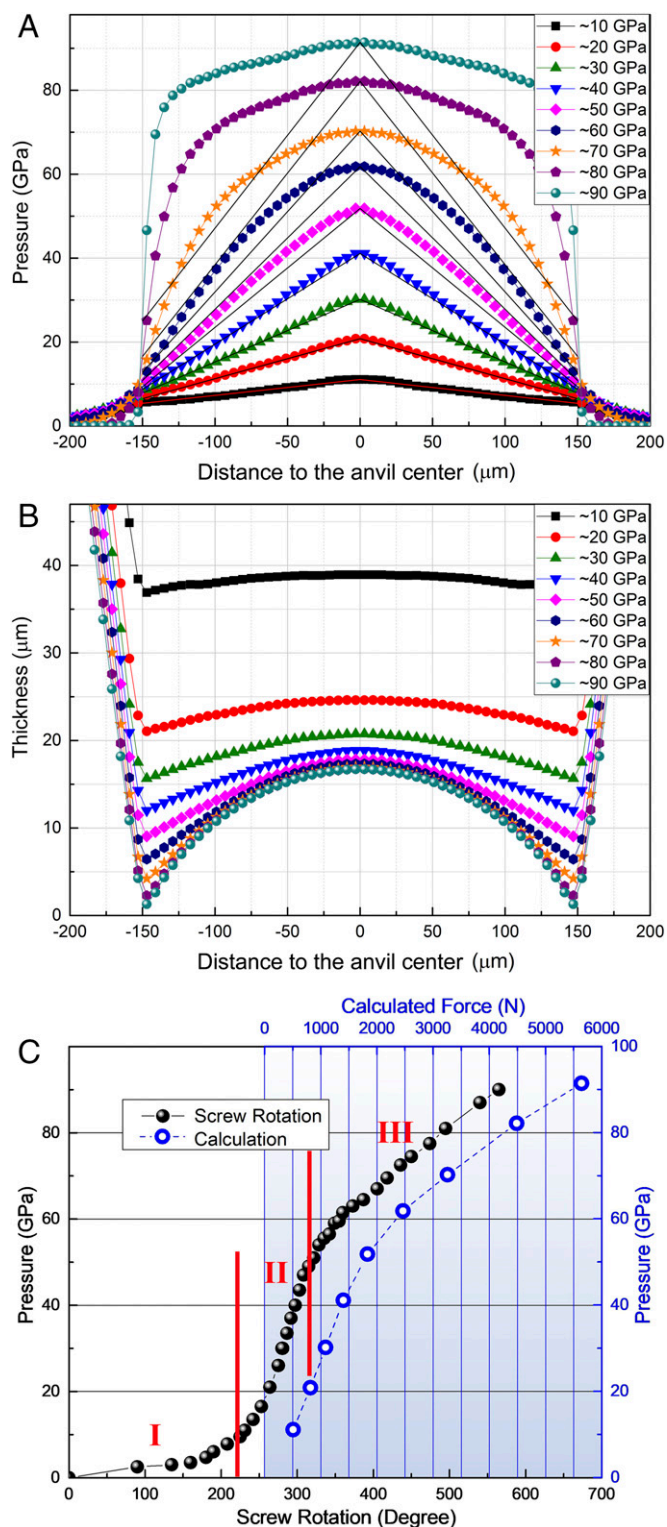 A
~10 GPa
~20 GPa
~30 GPa
~40 GPa
~50 GPa
~60 GPa
~70 GPa
~80 GPa
~90 GPa
Pressure (GPa)
80
60
40
20
0
-200 -150 -100 -50 0 50 100 150 200
Distance to the anvil center (μm)
B
~10 GPa
~20 GPa
~30 GPa
~40 GPa
~50 GPa
~60 GPa
~70 GPa
~80 GPa
~90 GPa
Thickness (μm)
40
30
20
10
0
-200 -150 -100 -50 0 50 100 150 200
Distance to the anvil center (μm)
Calculated Force (N)
0 1000 2000 3000 4000 5000 6000
C
Screw Rotation
Calculation
I
II
III
Pressure (GPa)
80
60
40
20
0
100
80
60
40
20
0
Pressure (GPa)
0 100 200 300 400 500 600 700
Screw Rotation (Degree)